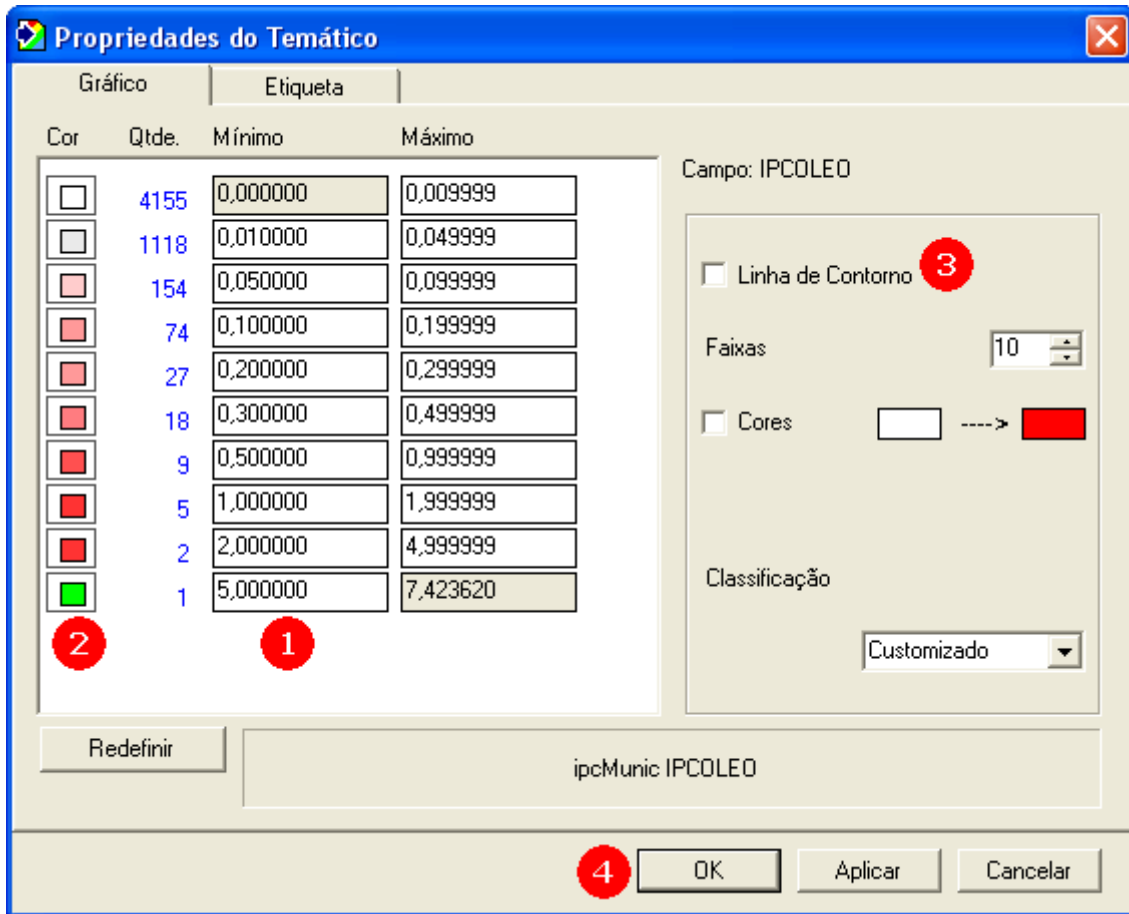 Propriedades do Temático
Gráfico Etiqueta
Cor Qtde. Mínimo Máximo
Campo: IPCOLEO
4155 0,000000 0,009999
1118 0,010000 0,049999
154 0,050000 0,099999
74 0,100000 0,199999
27 0,200000 0,299999
18 0,300000 0,499999
9 0,500000 0,999999
5 1,000000 1,999999
2 2,000000 4,999999
1 5,000000 7,423620
2 1
Linha de Contorno 3
Faixas 10
Cores ---->
Classificação
Customizado
Redefinir ipcMunic IPCOLEO
4 OK Aplicar Cancelar